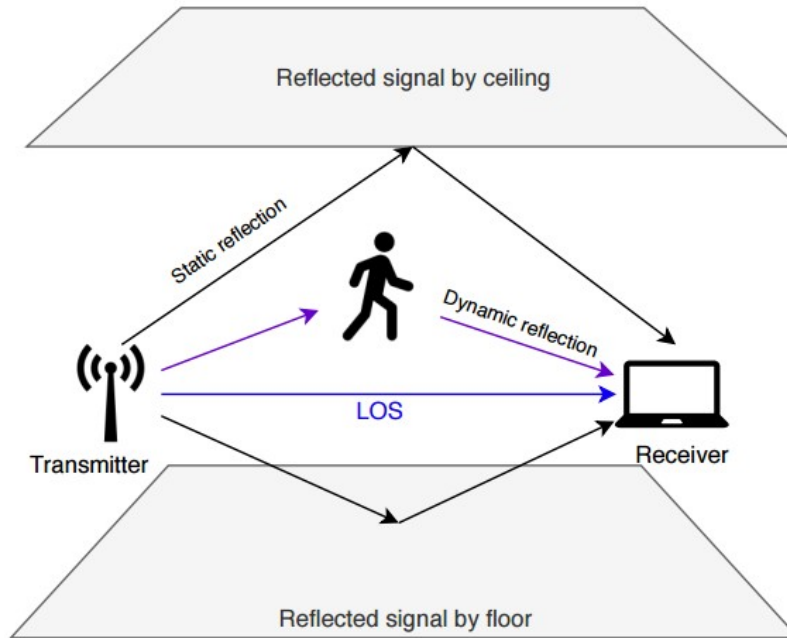 Reflected signal by ceiling
Static reflection
Dynamic reflection
LOS
Transmitter
Receiver
Reflected signal by floor